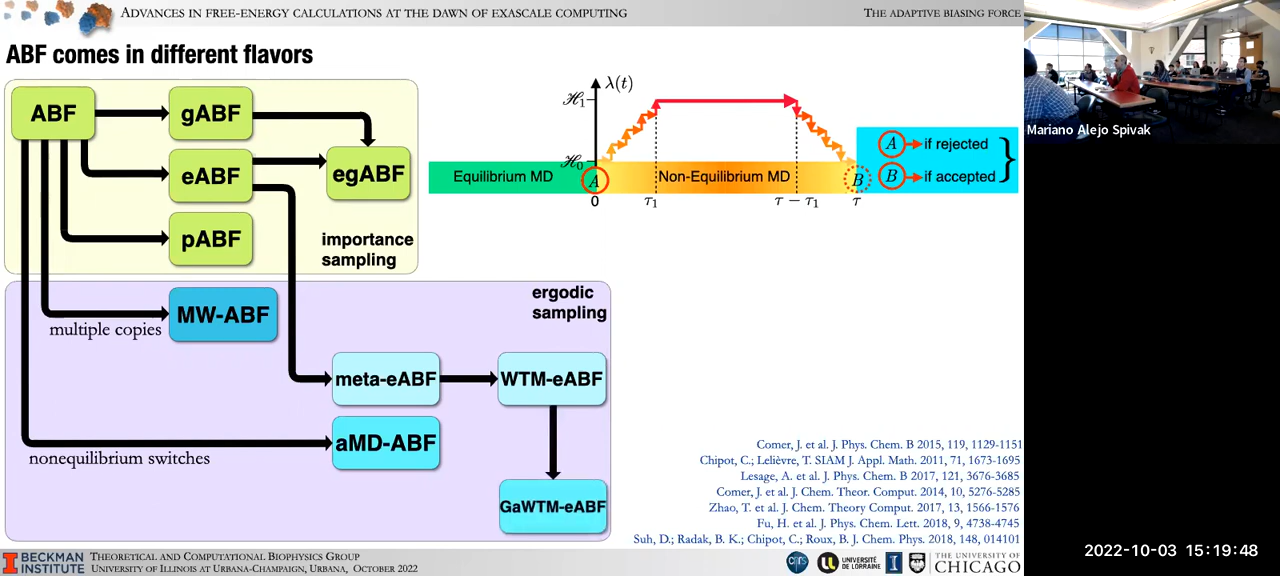 ADVANCES IN FREE-ENERGY CALCULATIONS AT THE DAWN OF EXASCALE COMPUTING
THE ADAPTIVE BIASING FORCE
ABF comes in different flavors
ABF
gABF
eABF
egABF
pABF
importance
sampling
ergodic
sampling
MW-ABF
multiple copies
meta-eABF
WTM-eABF
aMD-ABF
nonequilibrium switches
GaWTM-eABF
λ(t)
ℋ₁
ℋ₀
Equilibrium MD
A
Non-Equilibrium MD
B
0
τ₁
τ − τ₁
τ
A if rejected
B if accepted
Mariano Alejo Spivak
Comer, J. et al. J. Phys. Chem. B 2015, 119, 1129-1151
Chipot, C.; Lelièvre, T. SIAM J. Appl. Math. 2011, 71, 1673-1695
Lesage, A. et al. J. Phys. Chem. B 2017, 121, 3676-3685
Comer, J. et al. J. Chem. Theor. Comput. 2014, 10, 5276-5285
Zhao, T. et al. J. Chem. Theory Comput. 2017, 13, 1566-1576
Fu, H. et al. J. Phys. Chem. Lett. 2018, 9, 4738-4745
Suh, D.; Radak, B. K.; Chipot, C.; Roux, B. J. Chem. Phys. 2018, 148, 014101
I BECKMAN
INSTITUTE
THEORETICAL AND COMPUTATIONAL BIOPHYSICS GROUP
UNIVERSITY OF ILLINOIS AT URBANA-CHAMPAIGN, URBANA, OCTOBER 2022
cnrs
UNIVERSITÉ
DE LORRAINE
I
THE UNIVERSITY OF
CHICAGO
2022-10-03 15:19:48